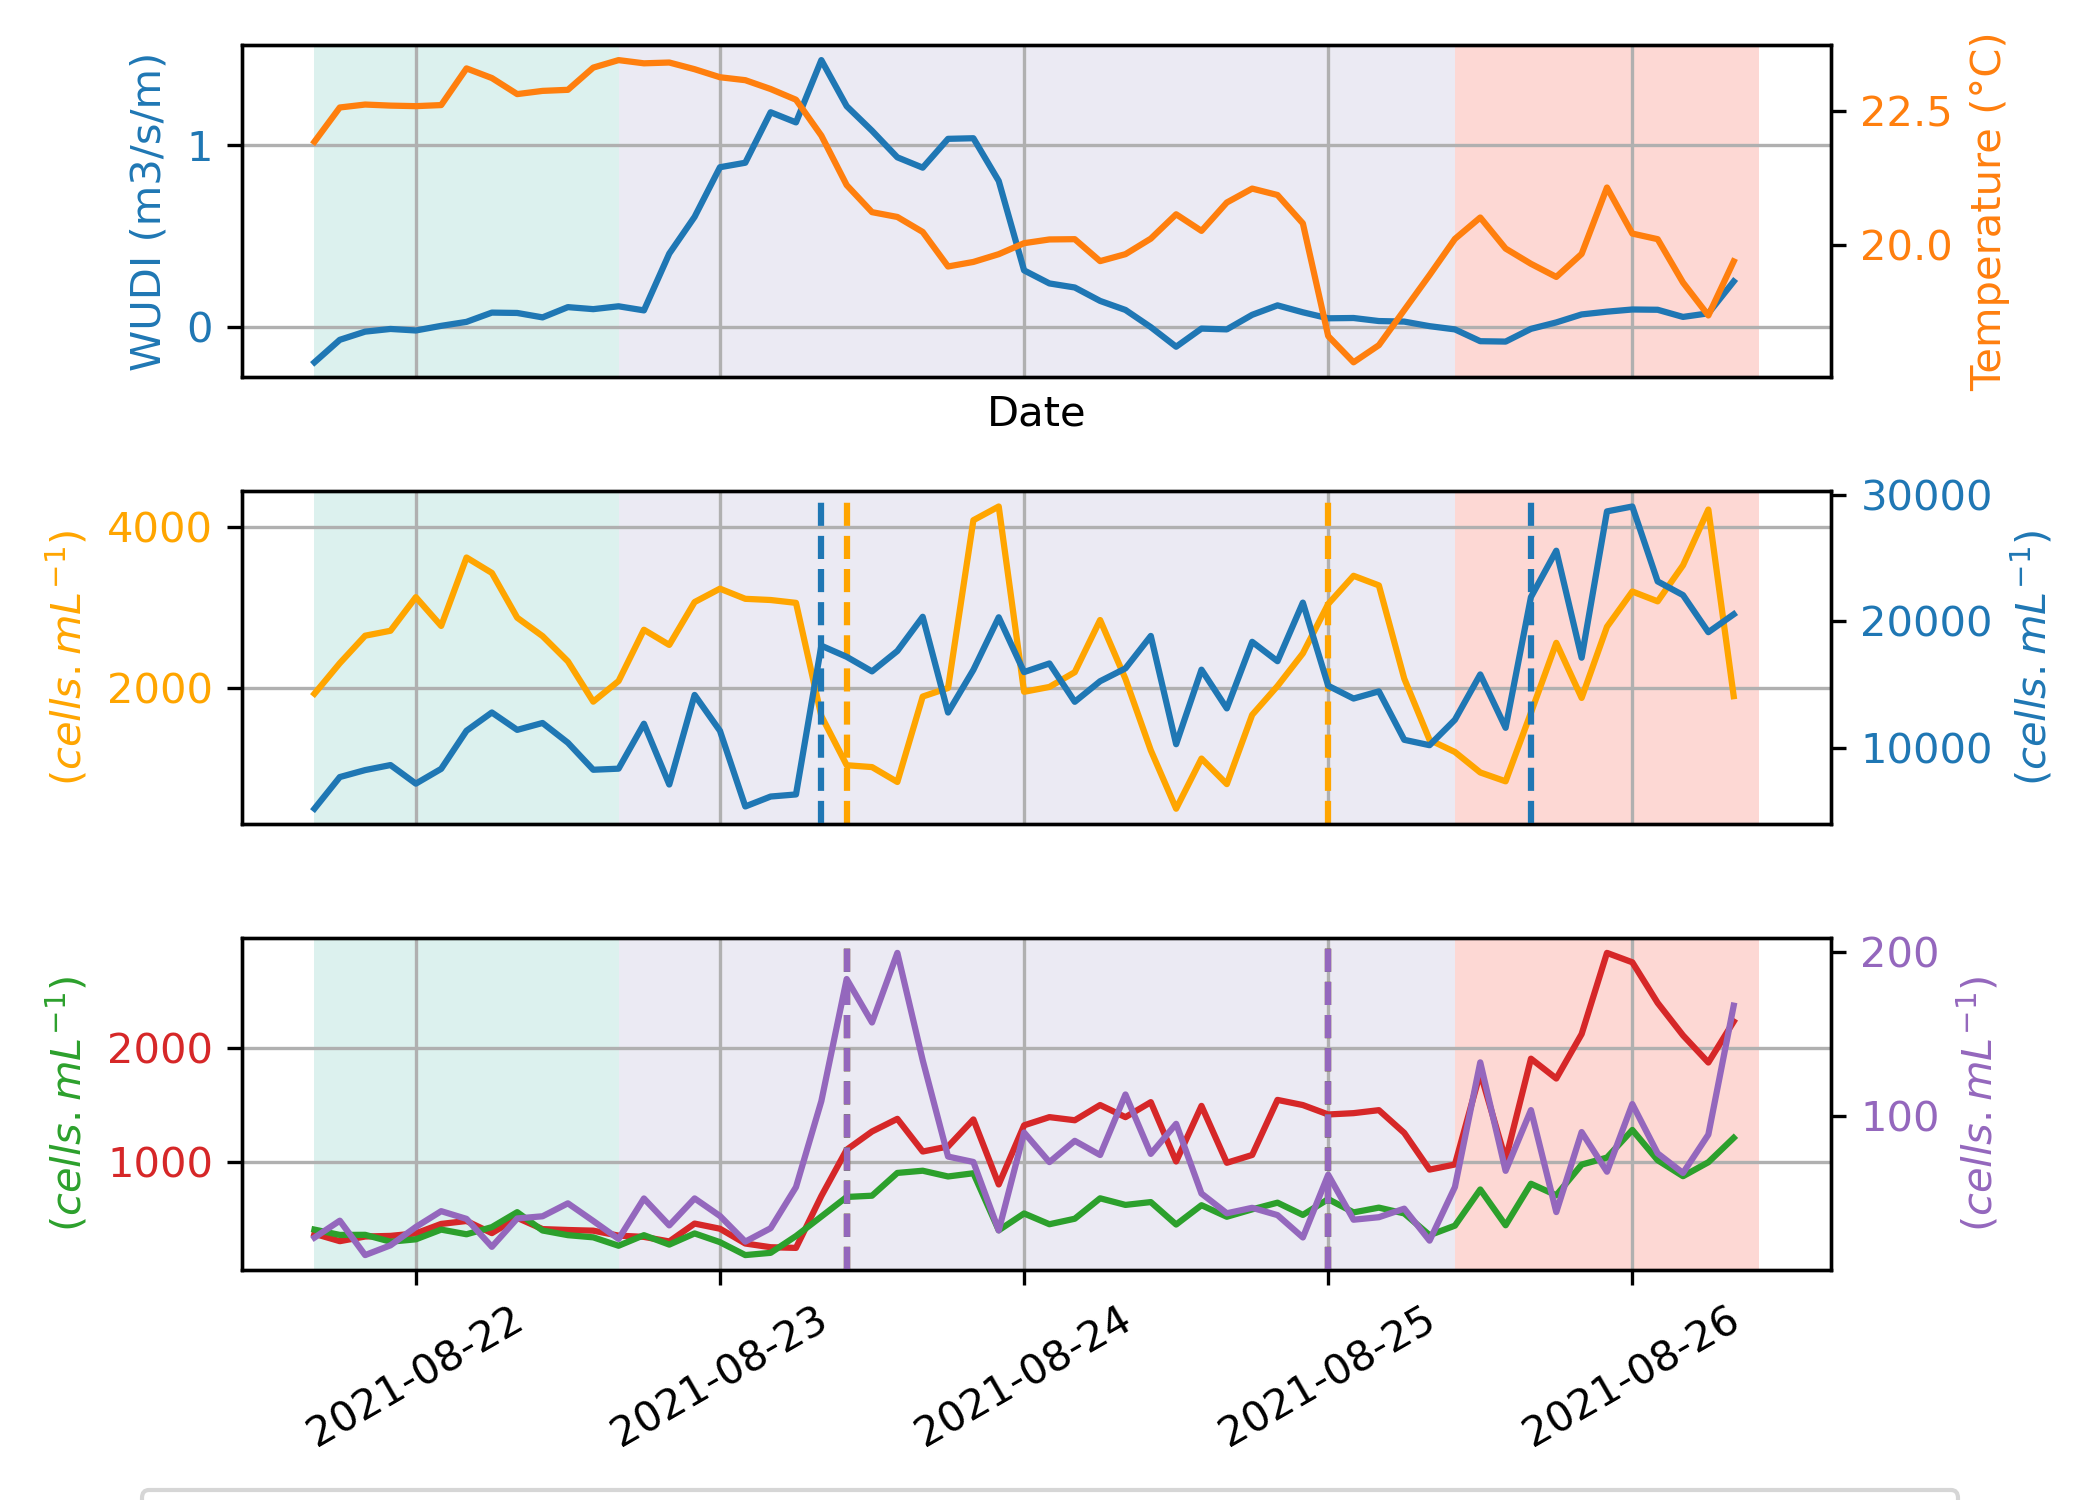 WUDI (m3/s/m)
1
0
22.5
20.0
Temperature (°C)
Date
(cells. mL⁻¹)
4000
2000
30000
20000
10000
(cells. mL⁻¹)
(cells. mL⁻¹)
2000
1000
200
100
(cells. mL⁻¹)
2021-08-22
2021-08-23
2021-08-24
2021-08-25
2021-08-26